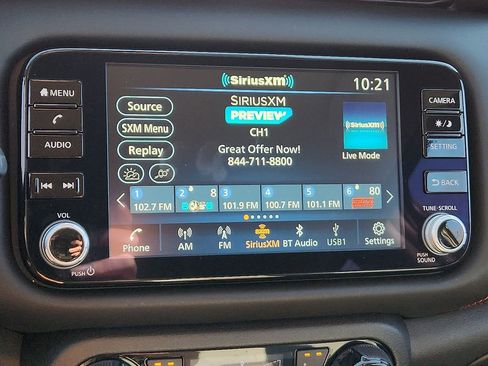 ((SiriusXM))
10:21
MENU
AUDIO
VOL
PUSH
Source
SXM Menu
Replay
SIRIUSXM
PREVIEW
CH1
Great Offer Now!
844-711-8800
((SiriusXM))
Live Mode
1 2 8 3 4 5 6 80
102.7 FM 101.9 FM 100.7 FM 101.1 FM
Phone AM FM SiriusXM BT Audio USB1 Settings
CAMERA
SETTING
BACK
TUNE·SCROLL
PUSH
SOUND